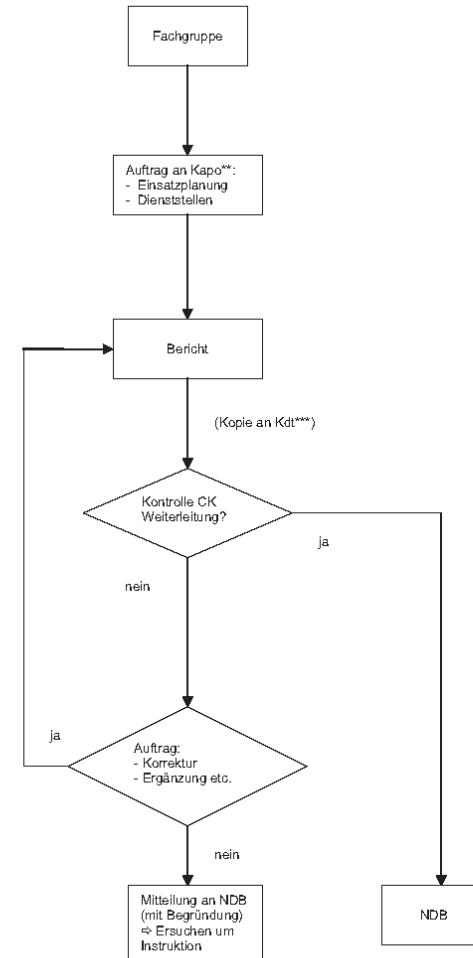 Fachgruppe
Auftrag an Kapo**:
- Einsatzplanung
- Dienststellen
Bericht
(Kopie an Kdt***)
Kontrolle CK
Weiterleitung?
ja
nein
ja
Auftrag:
- Korrektur
- Ergänzung etc.
nein
Mitteilung an NDB
(mit Begründung)
⇨ Ersuchen um
Instruktion
NDB